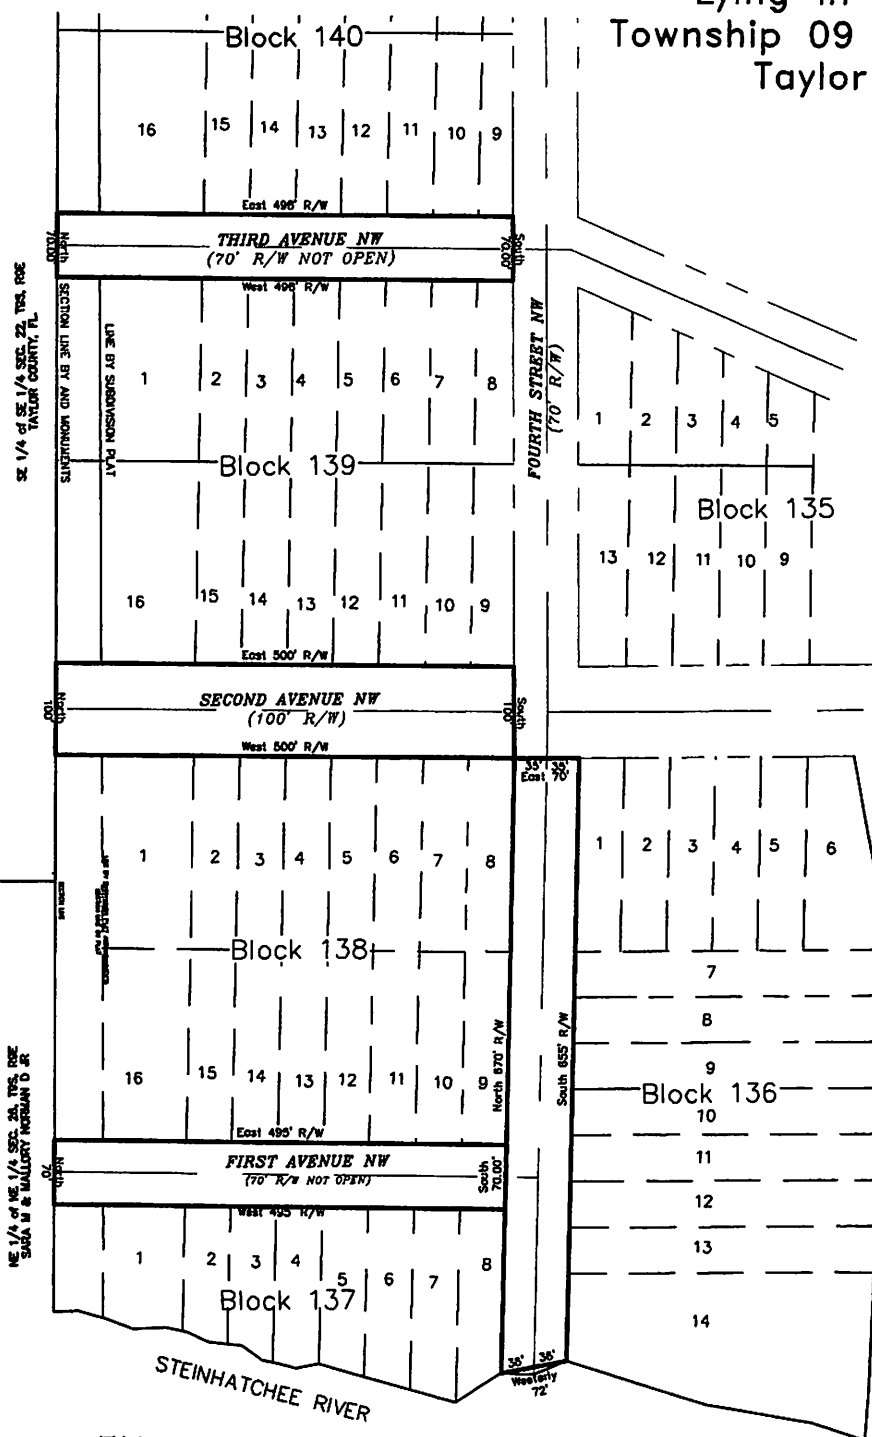 Lying in
Township 09
Taylor
Block 140
16 15 14 13 12 11 10 9
East 496' R/W
THIRD AVENUE NW
(70' R/W NOT OPEN)
North
70.00'
South
70.00'
West 496' R/W
SE 1/4 of SE 1/4 SEC. 22, T9S, R9E
TAYLOR COUNTY, FL.
SECTION LINE BY AND MONUMENTS
LINE BY SUBDIVISION PLAT
FOURTH STREET NW
(70' R/W)
1 2 3 4 5 6 7 8
Block 139
16 15 14 13 12 11 10 9
1 2 3 4 5
Block 135
13 12 11 10 9
East 500' R/W
SECOND AVENUE NW
(100' R/W)
North
100'
South
100'
West 500' R/W
35' 35'
East 70'
1 2 3 4 5 6 7 8
SECTION LINE
Block 138
16 15 14 13 12 11 10 9
North 670' R/W
South 655' R/W
1 2 3 4 5 6
7
8
9
Block 136
10
11
12
13
14
NE 1/4 of NE 1/4 SEC. 26, T9S, R9E
SARA M & MALLORY NORMAN D JR
East 495' R/W
FIRST AVENUE NW
(70' R/W NOT OPEN)
North
70'
South
70.00'
West 495' R/W
1 2 3 4 5 6 7 8
Block 137
36' 36'
Westerly
72'
STEINHATCHEE RIVER